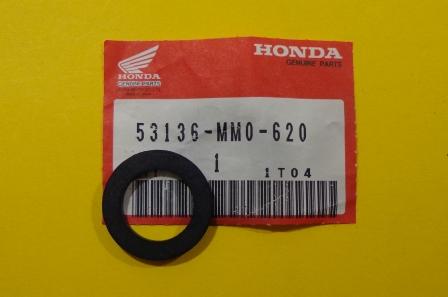 HONDA
GENUINE PARTS
HONDA
GENUINE PARTS
53136-MM0-620
1
1T04